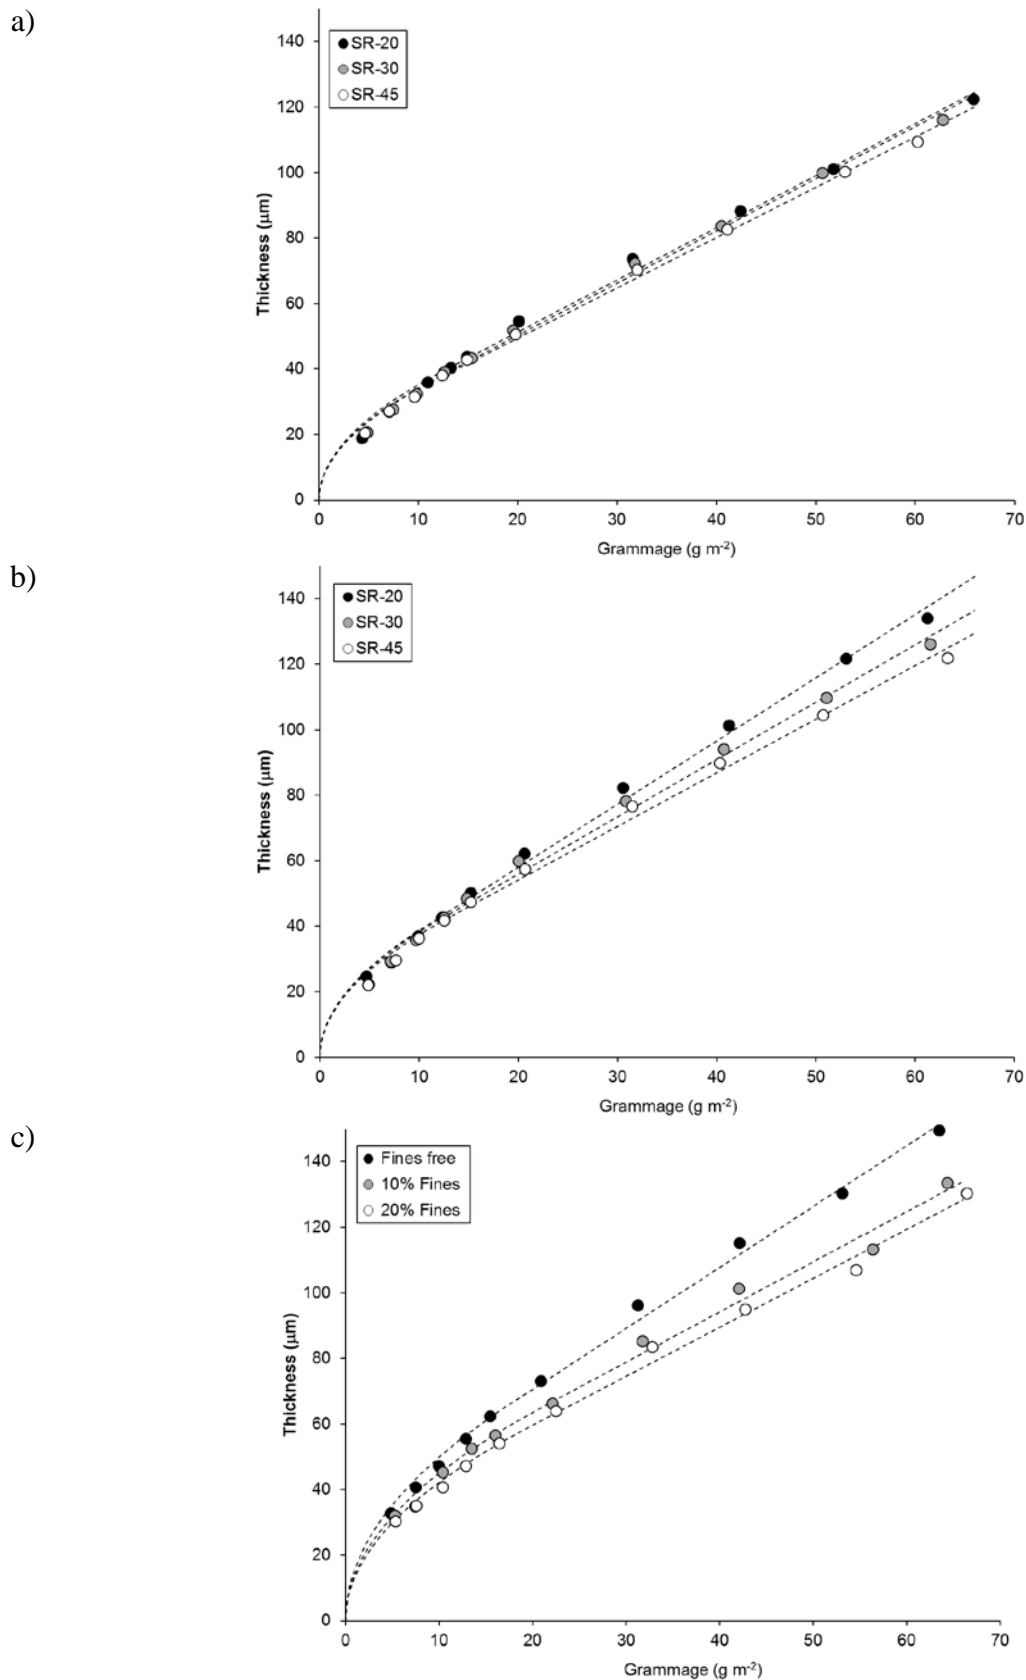 a)
140
120
100
80
60
40
20
0
Thickness (μm)
SR-20
SR-30
SR-45
0 10 20 30 40 50 60 70
Grammage (g m-2)
b)
140
120
100
80
60
40
20
0
Thickness (μm)
SR-20
SR-30
SR-45
0 10 20 30 40 50 60 70
Grammage (g m-2)
c)
140
120
100
80
60
40
20
0
Thickness (μm)
Fines free
10% Fines
20% Fines
0 10 20 30 40 50 60 70
Grammage (g m-2)